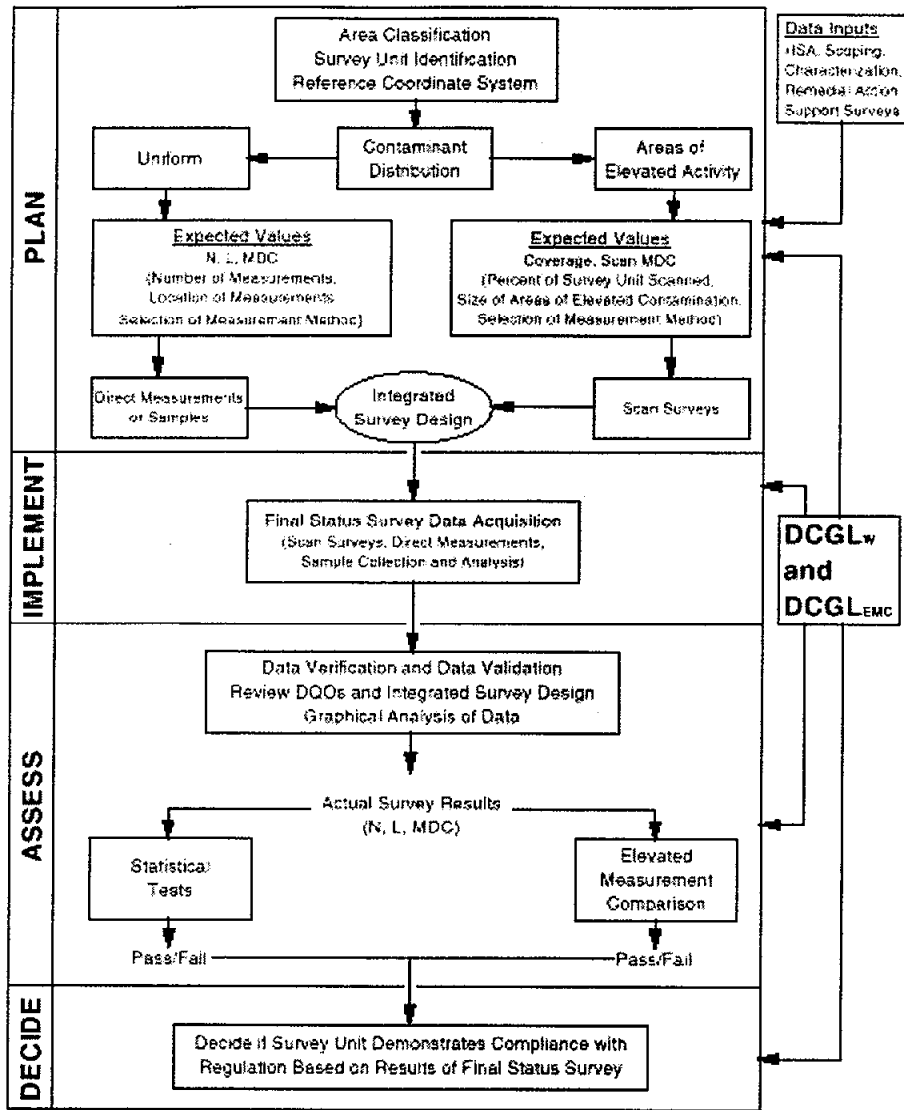 PLAN
Area Classification
Survey Unit Identification
Reference Coordinate System
Data Inputs
HSA, Scoping,
Characterization,
Remedial Action
Support Surveys
Uniform
Contaminant
Distribution
Areas of
Elevated Activity
Expected Values
N, L, MDC
(Number of Measurements,
Location of Measurements
Selection of Measurement Method)
Expected Values
Coverage, Scan MDC
(Percent of Survey Unit Scanned,
Size of Areas of Elevated Contamination,
Selection of Measurement Method)
Direct Measurements
or Samples
Integrated
Survey Design
Scan Surveys
IMPLEMENT
Final Status Survey Data Acquisition
(Scan Surveys, Direct Measurements,
Sample Collection and Analysis)
DCGLW
and
DCGLEMC
ASSESS
Data Verification and Data Validation
Review DQOs and Integrated Survey Design
Graphical Analysis of Data
Actual Survey Results
(N, L, MDC)
Statistical
Tests
Elevated
Measurement
Comparison
Pass/Fail
Pass/Fail
DECIDE
Decide if Survey Unit Demonstrates Compliance with
Regulation Based on Results of Final Status Survey